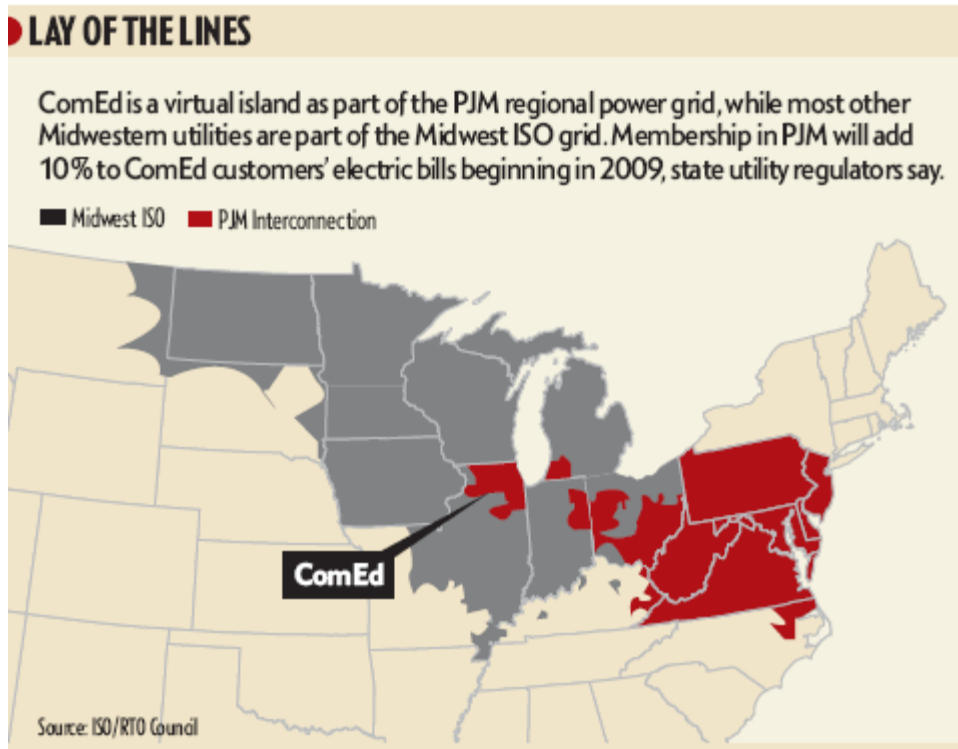 LAY OF THE LINES
ComEd is a virtual island as part of the PJM regional power grid, while most other
Midwestern utilities are part of the Midwest ISO grid. Membership in PJM will add
10% to ComEd customers' electric bills beginning in 2009, state utility regulators say.
Midwest ISO PJM Interconnection
ComEd
Source: ISO/RTO Council